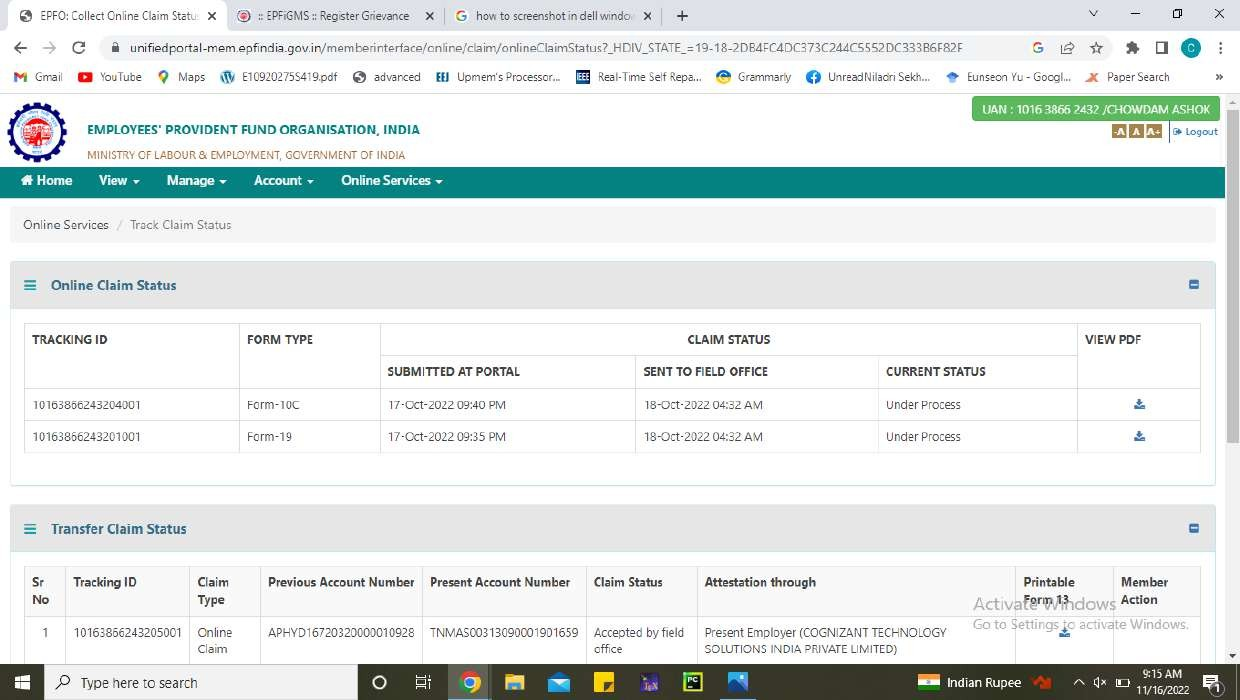 EPFO: Collect Online Claim Status
:: EPFiGMS :: Register Grievance
how to screenshot in dell window
unifiedportal-mem.epfindia.gov.in/memberinterface/online/claim/onlineClaimStatus?_HDIV_STATE_=19-18-2DB4FC4DC373C244C5552DC333B6F82F
C
Gmail YouTube Maps E10920275S419.pdf advanced Upmem's Processor... Real-Time Self Repa... Grammarly UnreadNiladri Sekh... Eunseon Yu - Googl... Paper Search »
UAN : 1016 3866 2432 /CHOWDAM ASHOK
EMPLOYEES' PROVIDENT FUND ORGANISATION, INDIA
-A A A+ Logout
MINISTRY OF LABOUR & EMPLOYMENT, GOVERNMENT OF INDIA
Home View Manage Account Online Services
Online Services / Track Claim Status
Online Claim Status
TRACKING ID FORM TYPE CLAIM STATUS VIEW PDF
SUBMITTED AT PORTAL SENT TO FIELD OFFICE CURRENT STATUS
10163866243204001 Form-10C 17-Oct-2022 09:40 PM 18-Oct-2022 04:32 AM Under Process
10163866243201001 Form-19 17-Oct-2022 09:35 PM 18-Oct-2022 04:32 AM Under Process
Transfer Claim Status
Sr Tracking ID Claim Previous Account Number Present Account Number Claim Status Attestation through Printable Member
No Type Form 13 Action
Activate Windows
Go to Settings to activate Windows.
1 10163866243205001 Online APHYD16720320000010928 TNMAS00313090001901659 Accepted by field Present Employer (COGNIZANT TECHNOLOGY
Claim office SOLUTIONS INDIA PRIVATE LIMITED)
Type here to search
PC
Indian Rupee
9:15 AM
11/16/2022
1